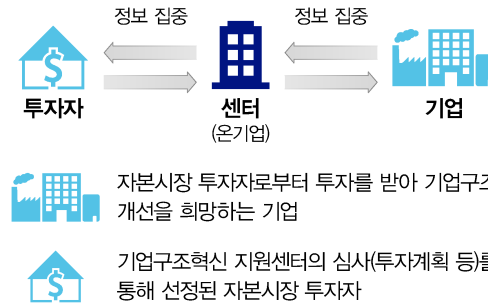 정보 집중 정보 집중
투자자 센터 기업
(온기업)
자본시장 투자자로부터 투자를 받아 기업구조
개선을 희망하는 기업
기업구조혁신 지원센터의 심사(투자계획 등)를
통해 선정된 자본시장 투자자